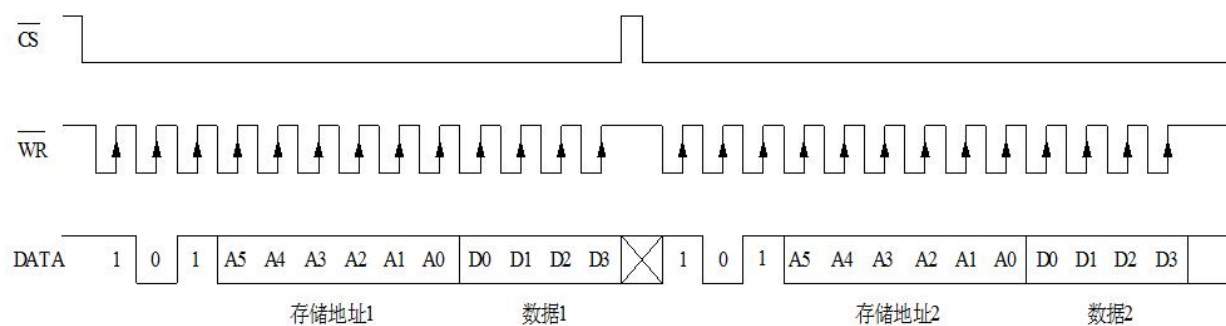 CS
WR
DATA 1 0 1 A5 A4 A3 A2 A1 A0 D0 D1 D2 D3 1 0 1 A5 A4 A3 A2 A1 A0 D0 D1 D2 D3
存储地址1 数据1 存储地址2 数据2